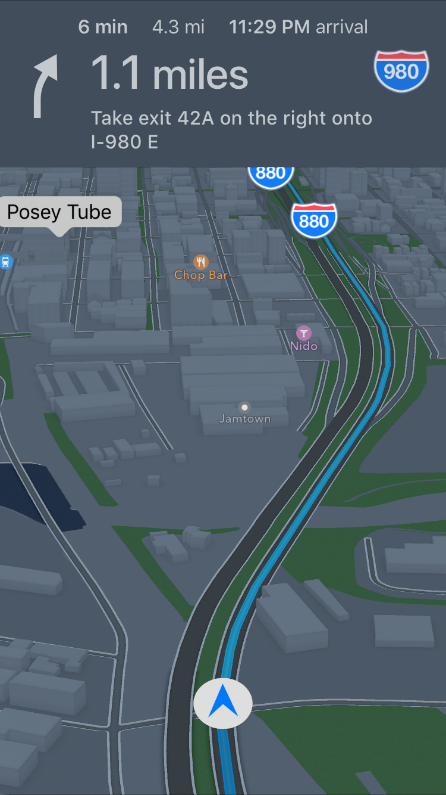 6 min 4.3 mi 11:29 PM arrival
1.1 miles
980
Take exit 42A on the right onto
I-980 E
880
Posey Tube
880
Chop Bar
Nido
Jamtown